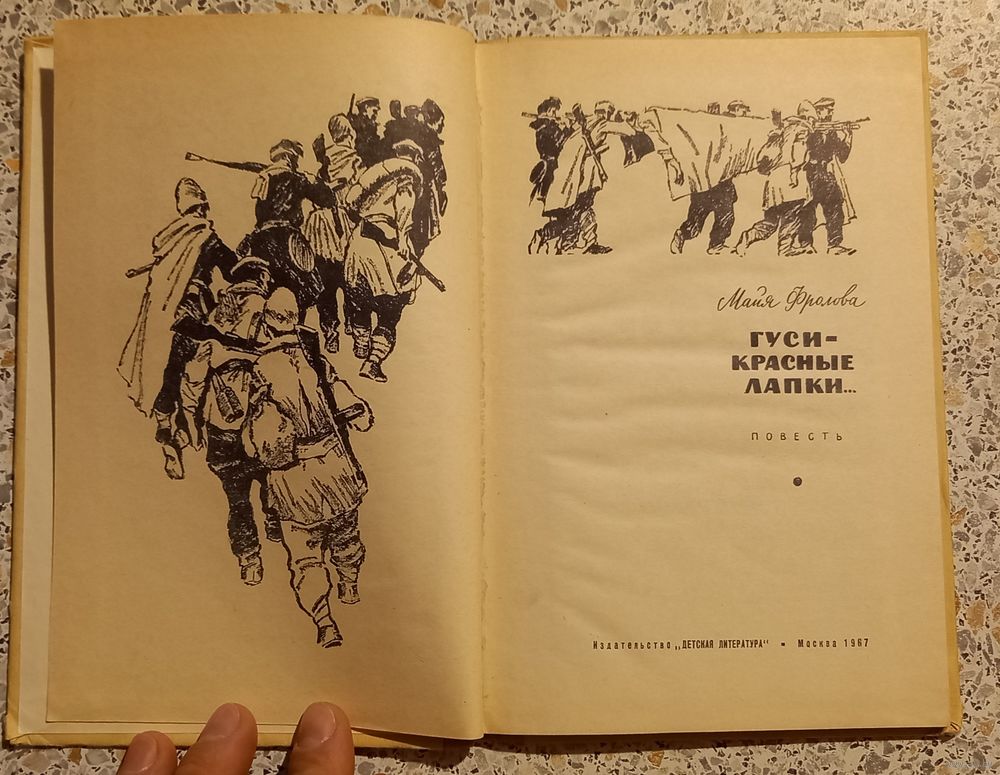 Майя Фролова
ГУСИ-
КРАСНЫЕ
ЛАПКИ...
ПОВЕСТЬ
Издательство „ДЕТСКАЯ ЛИТЕРАТУРА“ • Москва 1967